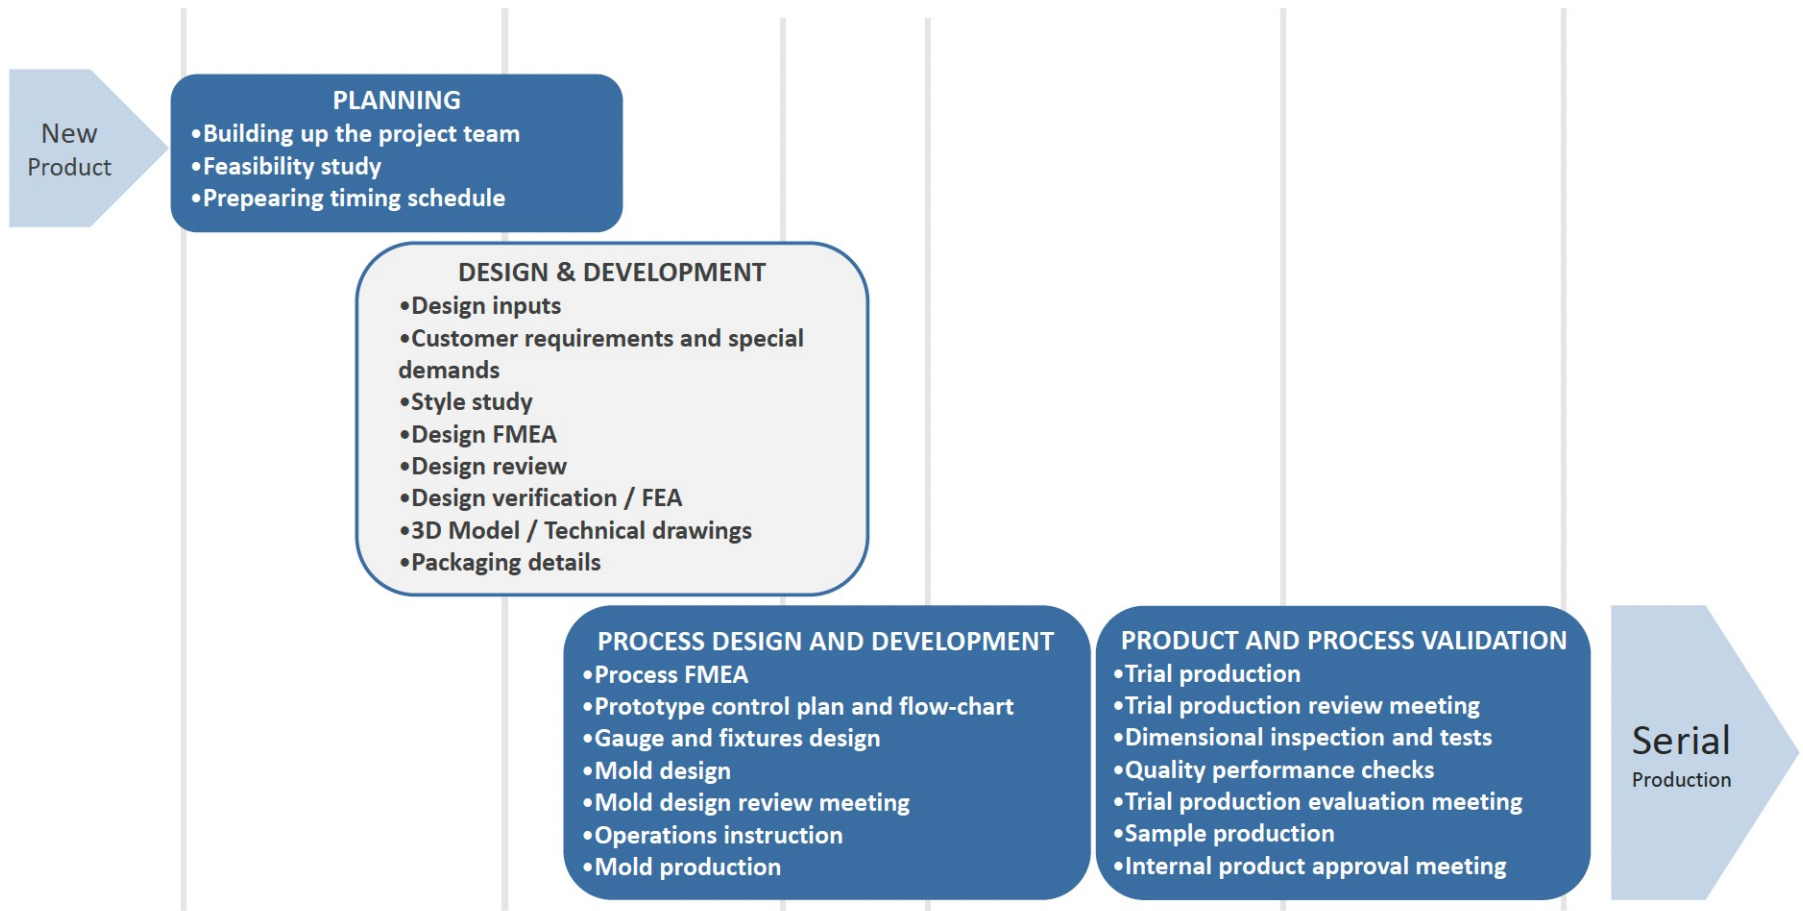 New
Product
PLANNING
•Building up the project team
•Feasibility study
•Prepearing timing schedule
DESIGN & DEVELOPMENT
•Design inputs
•Customer requirements and special
demands
•Style study
•Design FMEA
•Design review
•Design verification / FEA
•3D Model / Technical drawings
•Packaging details
PROCESS DESIGN AND DEVELOPMENT
•Process FMEA
•Prototype control plan and flow-chart
•Gauge and fixtures design
•Mold design
•Mold design review meeting
•Operations instruction
•Mold production
PRODUCT AND PROCESS VALIDATION
•Trial production
•Trial production review meeting
•Dimensional inspection and tests
•Quality performance checks
•Trial production evaluation meeting
•Sample production
•Internal product approval meeting
Serial
Production